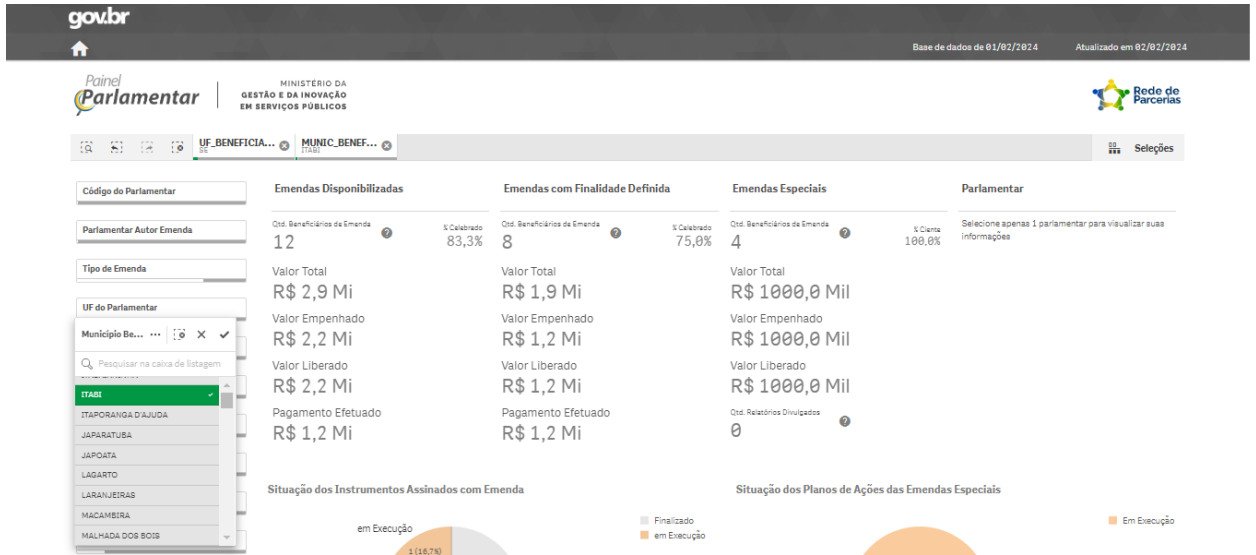 gov.br
Base de dados de 01/02/2024
Atualizado em 02/02/2024
Painel
Parlamentar
MINISTÉRIO DA
GESTÃO E DA INOVAÇÃO
EM SERVIÇOS PÚBLICOS
Rede de
Parcerias
UF_BENEFICIA...
SE
MUNIC_BENEF...
ITABI
Seleções
Código do Parlamentar
Parlamentar Autor Emenda
Tipo de Emenda
UF do Parlamentar
Município Be... •••
Pesquisar na caixa de listagem
ITABI
ITAPORANGA D'AJUDA
JAPARATUBA
JAPOATA
LAGARTO
LARANJEIRAS
MACAMBIRA
MALHADA DOS BOIS
Emendas Disponibilizadas
Qtd. Beneficiários de Emenda
12
% Celebrado
83,3%
Valor Total
R$ 2,9 Mi
Valor Empenhado
R$ 2,2 Mi
Valor Liberado
R$ 2,2 Mi
Pagamento Efetuado
R$ 1,2 Mi
Emendas com Finalidade Definida
Qtd. Beneficiários de Emenda
8
% Celebrado
75,0%
Valor Total
R$ 1,9 Mi
Valor Empenhado
R$ 1,2 Mi
Valor Liberado
R$ 1,2 Mi
Pagamento Efetuado
R$ 1,2 Mi
Emendas Especiais
Qtd. Beneficiários de Emenda
4
% Ciente
100,0%
Valor Total
R$ 1000,0 Mil
Valor Empenhado
R$ 1000,0 Mil
Valor Liberado
R$ 1000,0 Mil
Qtd. Relatórios Divulgados
0
Parlamentar
Selecione apenas 1 parlamentar para visualizar suas
informações
Situação dos Instrumentos Assinados com Emenda
em Execução
1 (16,7%)
Finalizado
em Execução
Situação dos Planos de Ações das Emendas Especiais
Em Execução